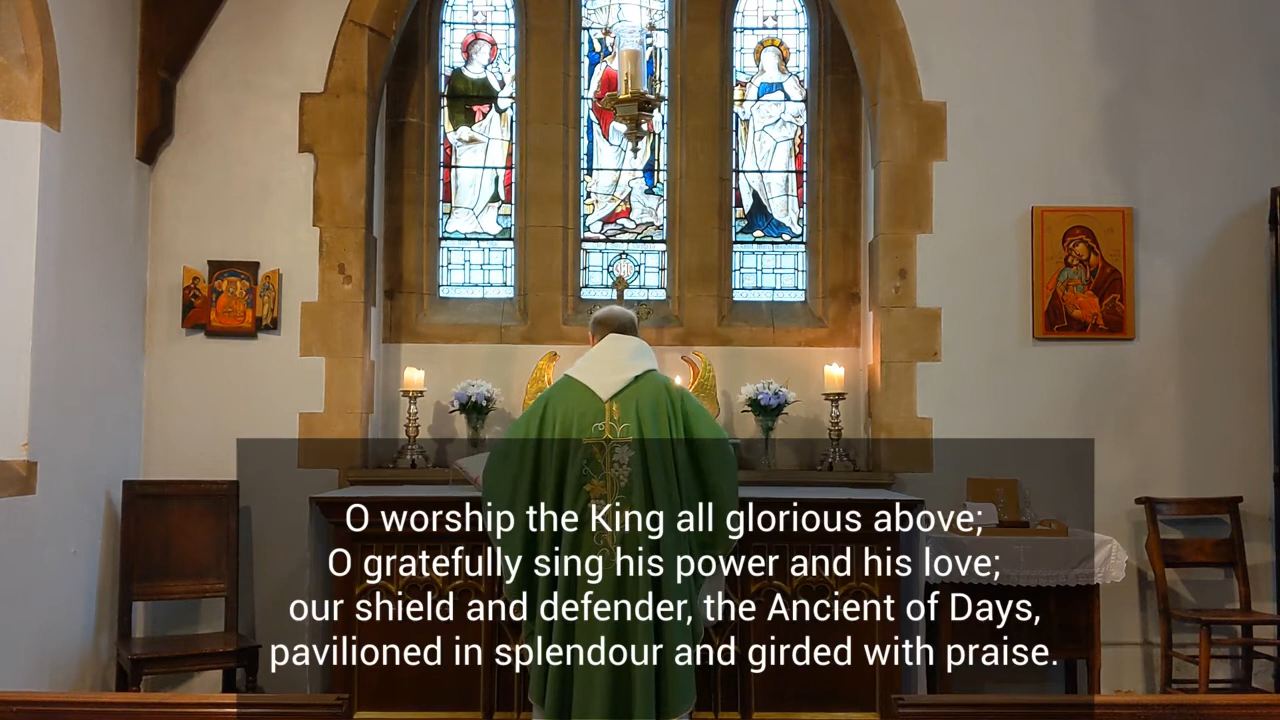 O worship the King all glorious above;
O gratefully sing his power and his love;
our shield and defender, the Ancient of Days,
pavilioned in splendour and girded with praise.